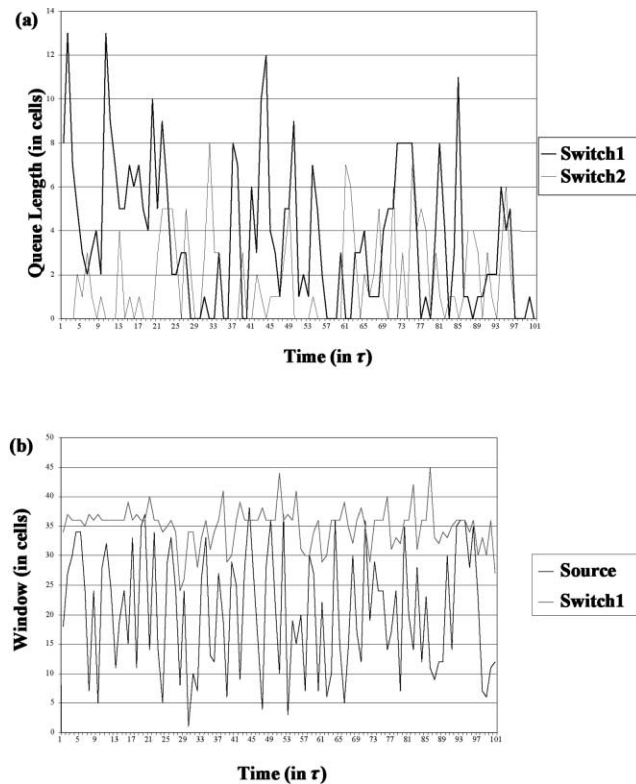 (a)
14
12
10
8
6
4
2
0
Queue Length (in cells)
1 5 9 13 17 21 25 29 33 37 41 45 49 53 57 61 65 69 73 77 81 85 89 93 97 101
Time (in τ)
Switch1
Switch2
(b)
50
45
40
35
30
25
20
15
10
5
0
Window (in cells)
1 5 9 13 17 21 25 29 33 37 41 45 49 53 57 61 65 69 73 77 81 85 89 93 97 101
Time (in τ)
Source
Switch1